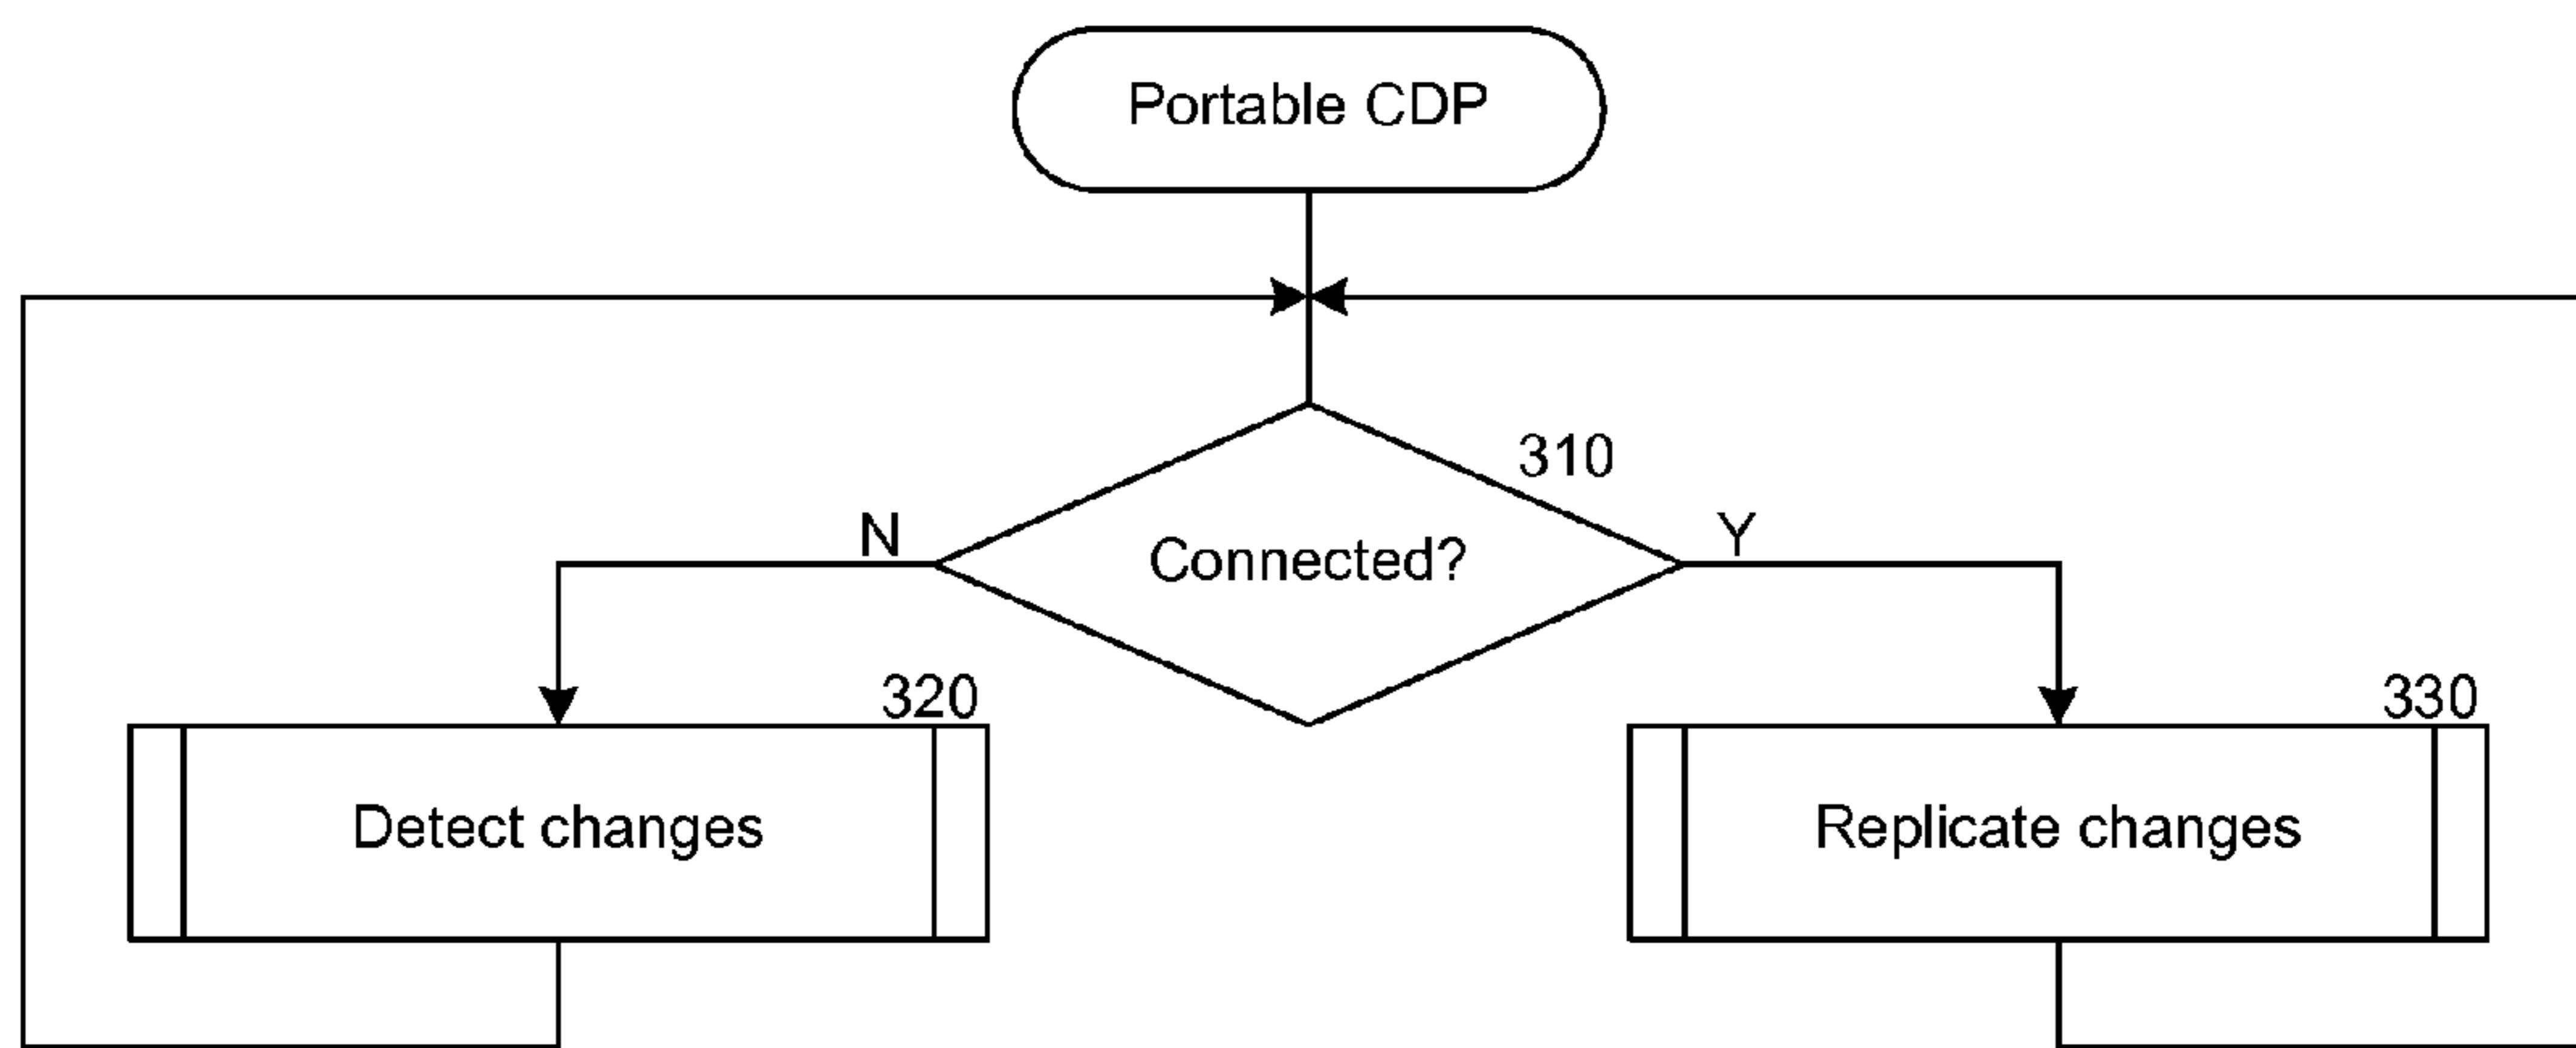 Portable CDP
310
N
Connected?
Y
320
330
Detect changes
Replicate changes